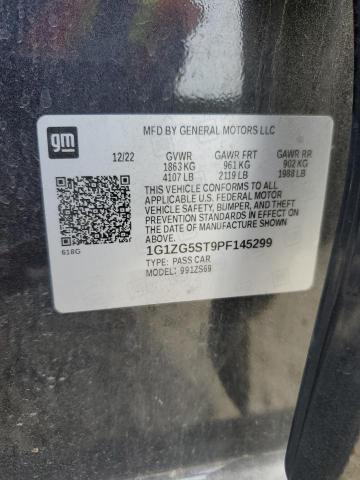 gm
MFD BY GENERAL MOTORS LLC
12/22 GVWR GAWR FRT GAWR RR
1863 KG 961 KG 902 KG
4107 LB 2119 LB 1988 LB
THIS VEHICLE CONFORMS TO ALL
APPLICABLE U.S. FEDERAL MOTOR
VEHICLE SAFETY, BUMPER, AND THEFT
PREVENTION STANDARDS IN EFFECT ON
THE DATE OF MANUFACTURE SHOWN
ABOVE.
618G
1G1ZG5ST9PF145299
TYPE: PASS CAR
MODEL: 991ZS69